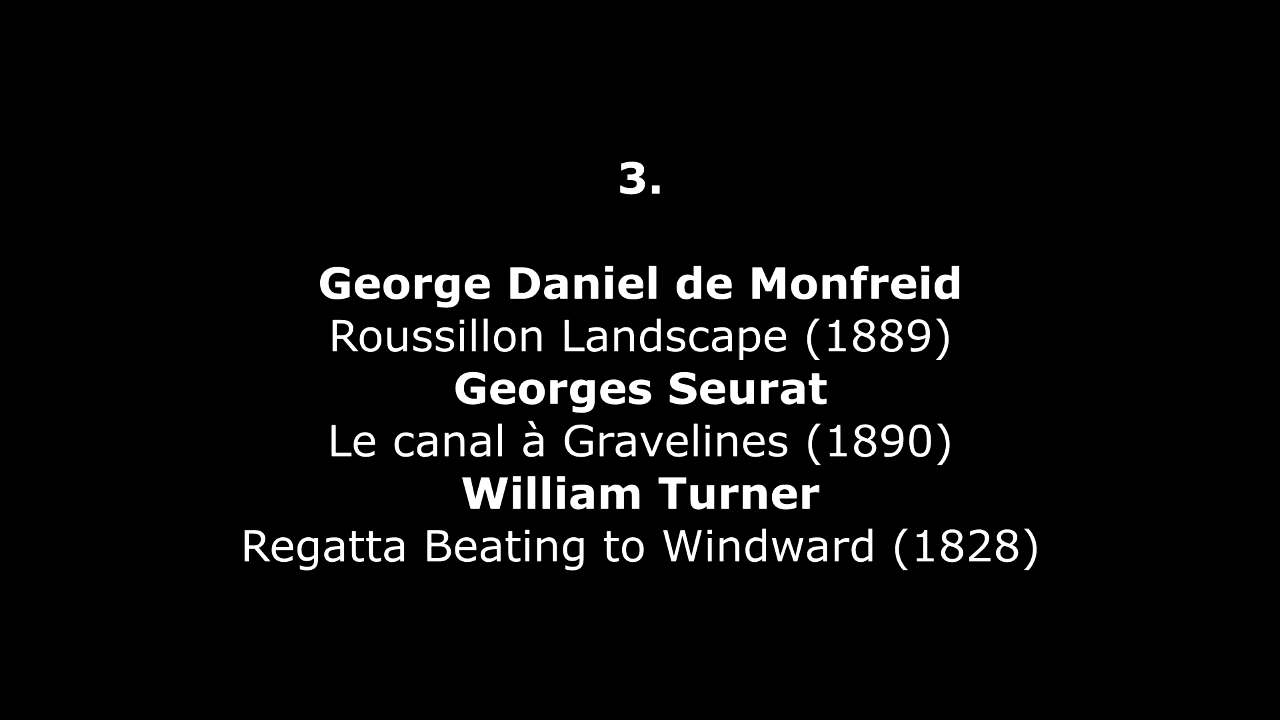 3.
George Daniel de Monfreid
Roussillon Landscape (1889)
Georges Seurat
Le canal à Gravelines (1890)
William Turner
Regatta Beating to Windward (1828)